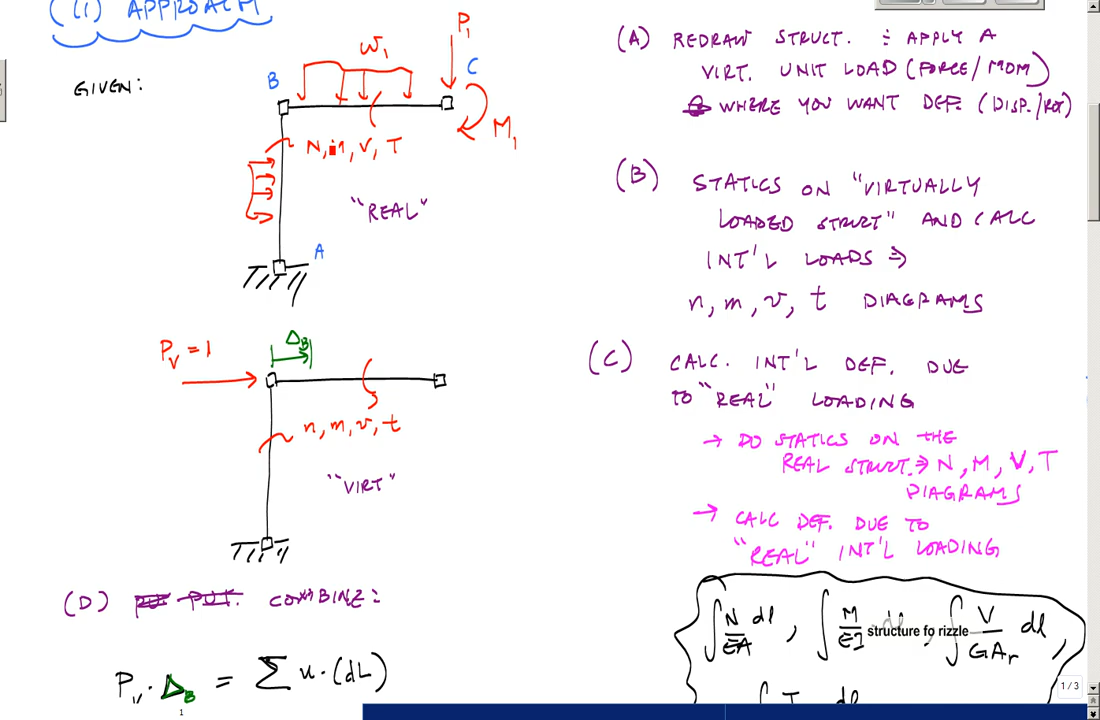 (1) APPROACH
GIVEN:
B
W1
P1
C
M1
N, M, V, T
"REAL"
A
Pv = 1
ΔB
n, m, v, t
"VIRT"
(D) COMBINE:
Pv · ΔB = Σ u · (dL)
1
(A) REDRAW STRUCT. & APPLY A
VIRT. UNIT LOAD (FORCE/MOM)
WHERE YOU WANT DEF. (DISP./ROT)
(B) STATICS ON "VIRTUALLY
LOADED STRUCT" AND CALC
INT'L LOADS ⇒
n, m, v, t DIAGRAMS
(C) CALC. INT'L DEF. DUE
TO "REAL" LOADING
→ DO STATICS ON THE
REAL STRUCT. ⇒ N, M, V, T
DIAGRAMS
→ CALC DEF. DUE TO
"REAL" INT'L LOADING
∫ N/EA dl, ∫ M/EI dl, ∫ V/GAr dl,
structure fo rizzle
∫ T dl
1 / 3